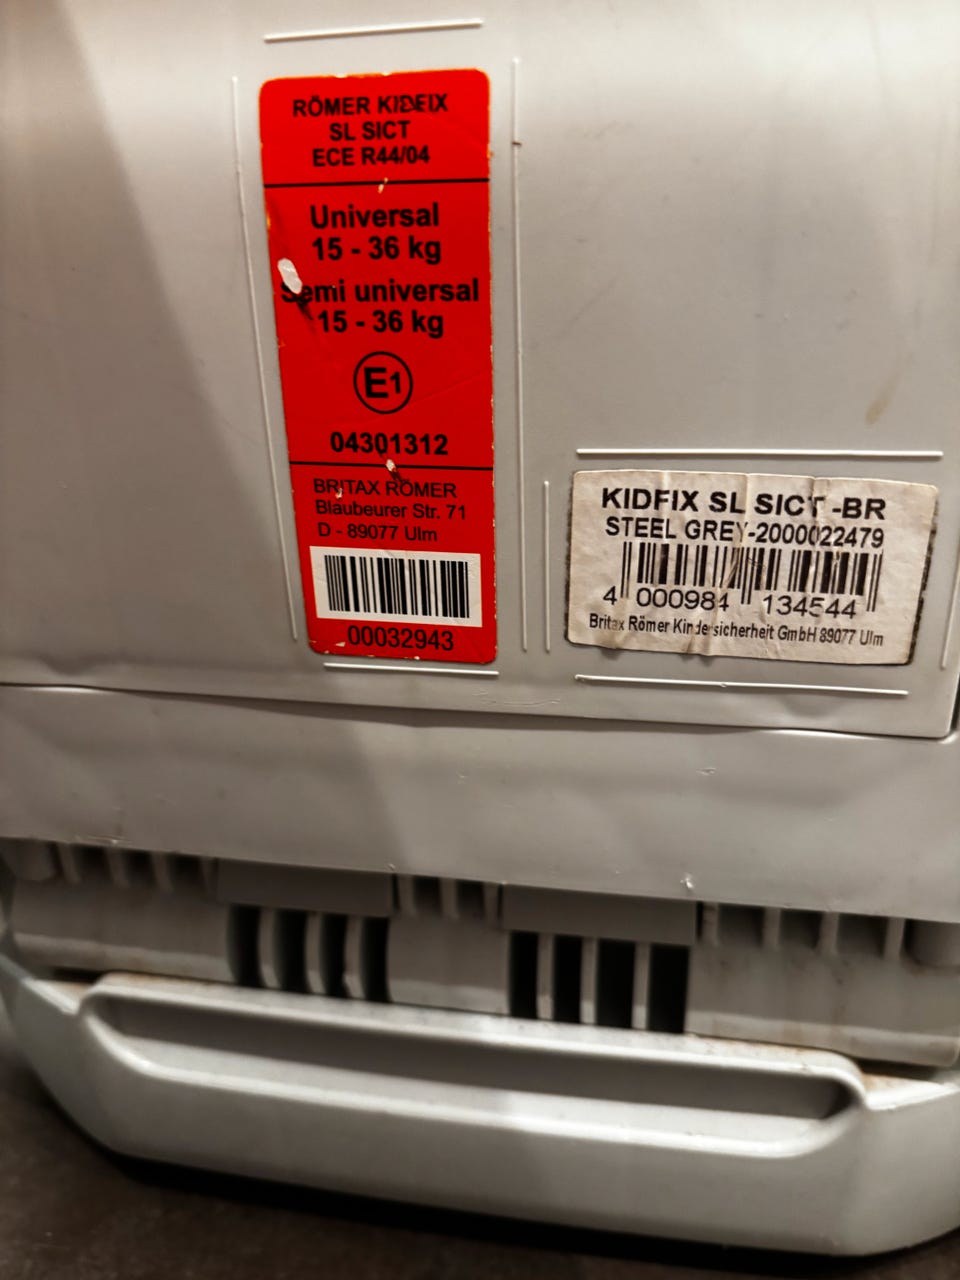 RÖMER KIDFIX
SL SICT
ECE R44/04
Universal
15 - 36 kg
Semi universal
15 - 36 kg
E1
04301312
BRITAX RÖMER
Blaubeurer Str. 71
D - 89077 Ulm
00032943
KIDFIX SL SICT -BR
STEEL GREY-2000022479
4 000984 134544
Britax Römer Kindersicherheit GmbH 89077 Ulm